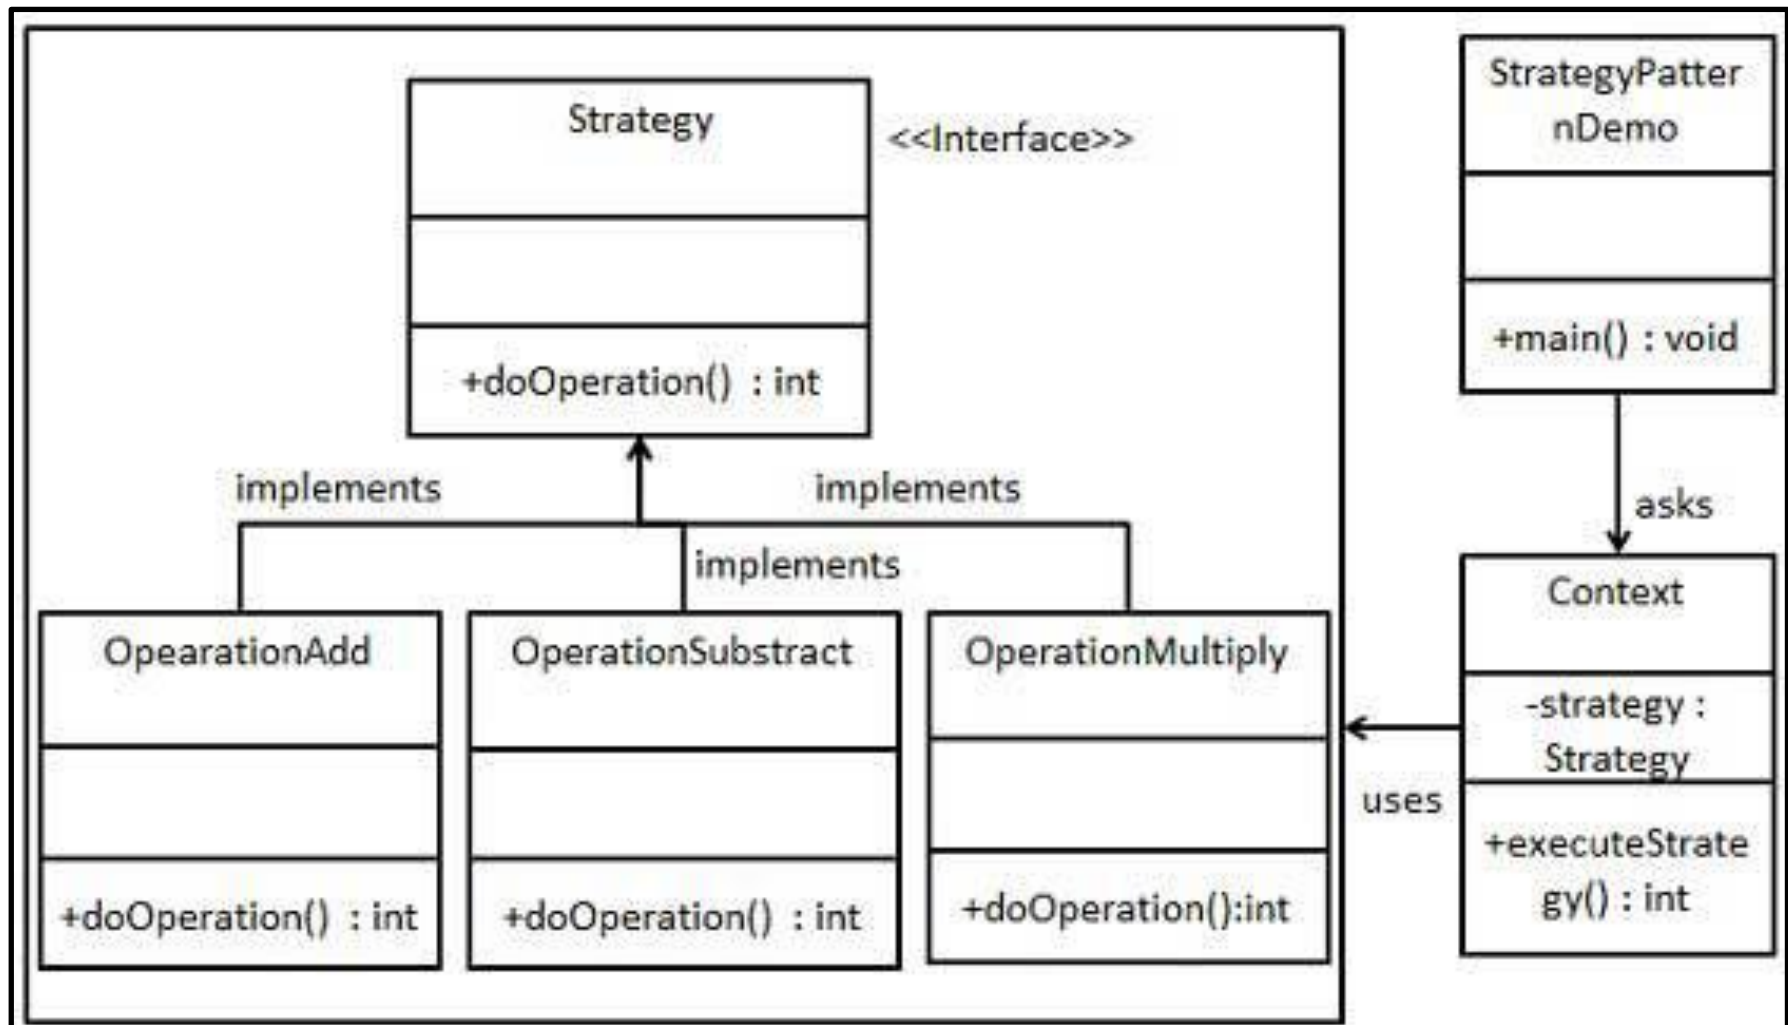 Strategy
<<Interface>>
+doOperation() : int
implements
implements
implements
OpearationAdd
+doOperation() : int
OperationSubstract
+doOperation() : int
OperationMultiply
+doOperation():int
StrategyPatter
nDemo
+main() : void
asks
Context
-strategy :
Strategy
+executeStrate
gy() : int
uses